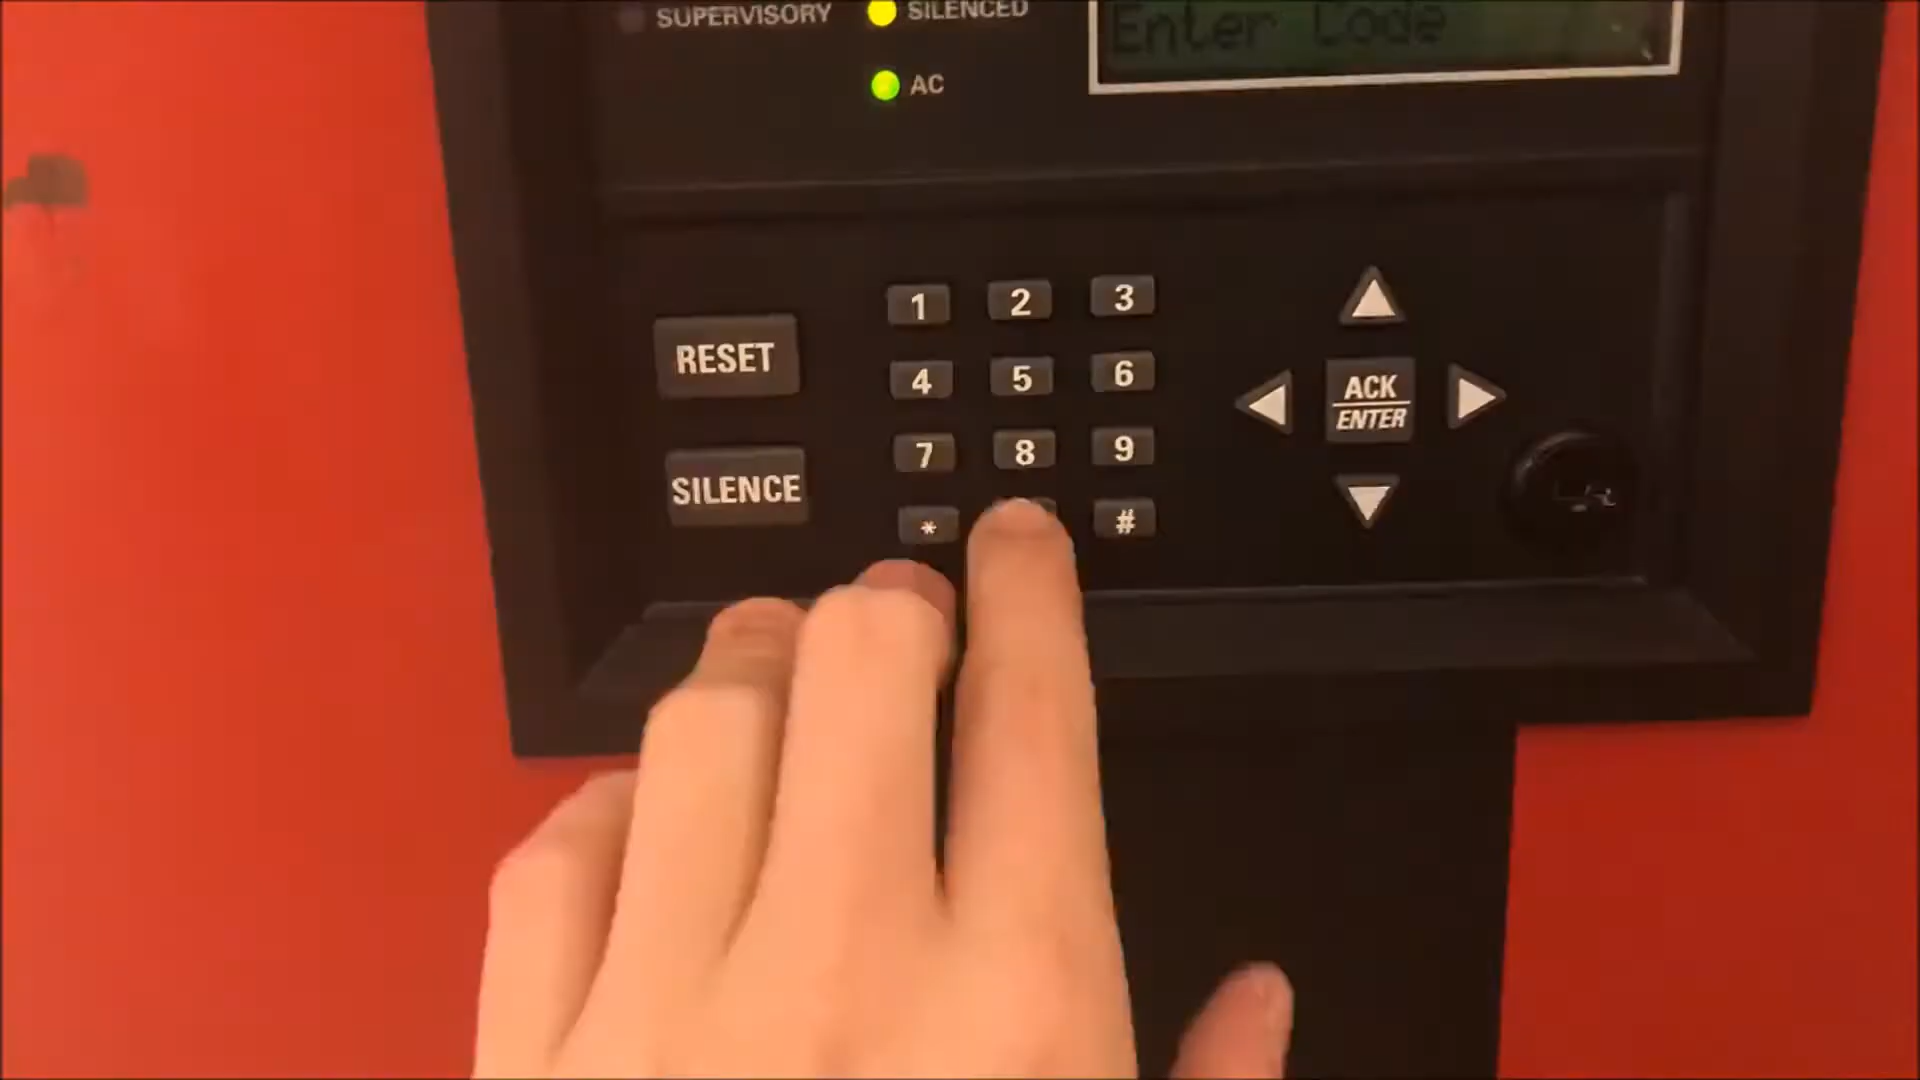 SUPERVISORY
SILENCED
Enter Code
AC
1 2 3
RESET
4 5 6
ACK
ENTER
7 8 9
SILENCE
* #